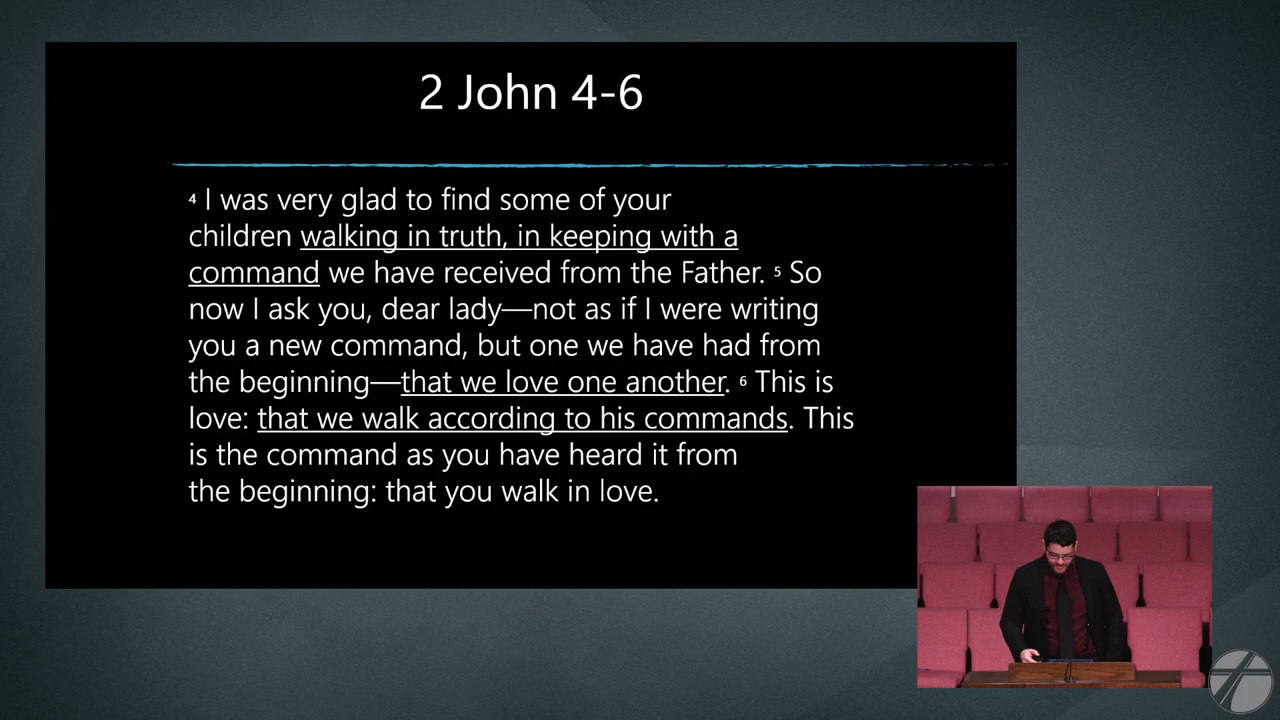 2 John 4-6
4 I was very glad to find some of your
children walking in truth, in keeping with a
command we have received from the Father. 5 So
now I ask you, dear lady—not as if I were writing
you a new command, but one we have had from
the beginning—that we love one another. 6 This is
love: that we walk according to his commands. This
is the command as you have heard it from
the beginning: that you walk in love.